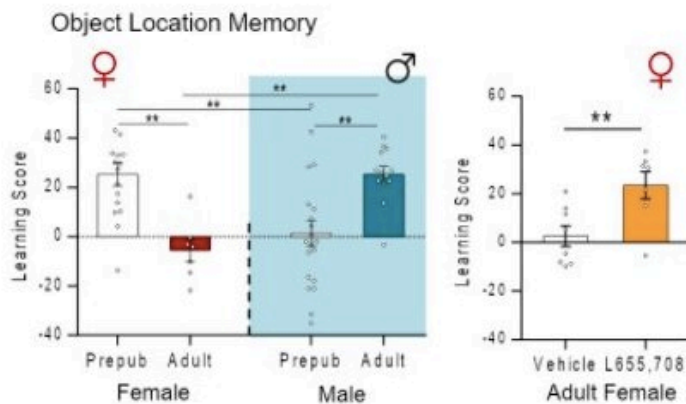 Object Location Memory
♀
♂
♀
**
**
**
**
**
Learning Score
60
40
20
0
-20
-40
Prepub Adult
Prepub Adult
Female
Male
Learning Score
60
40
20
0
-20
-40
Vehicle L655,708
Adult Female